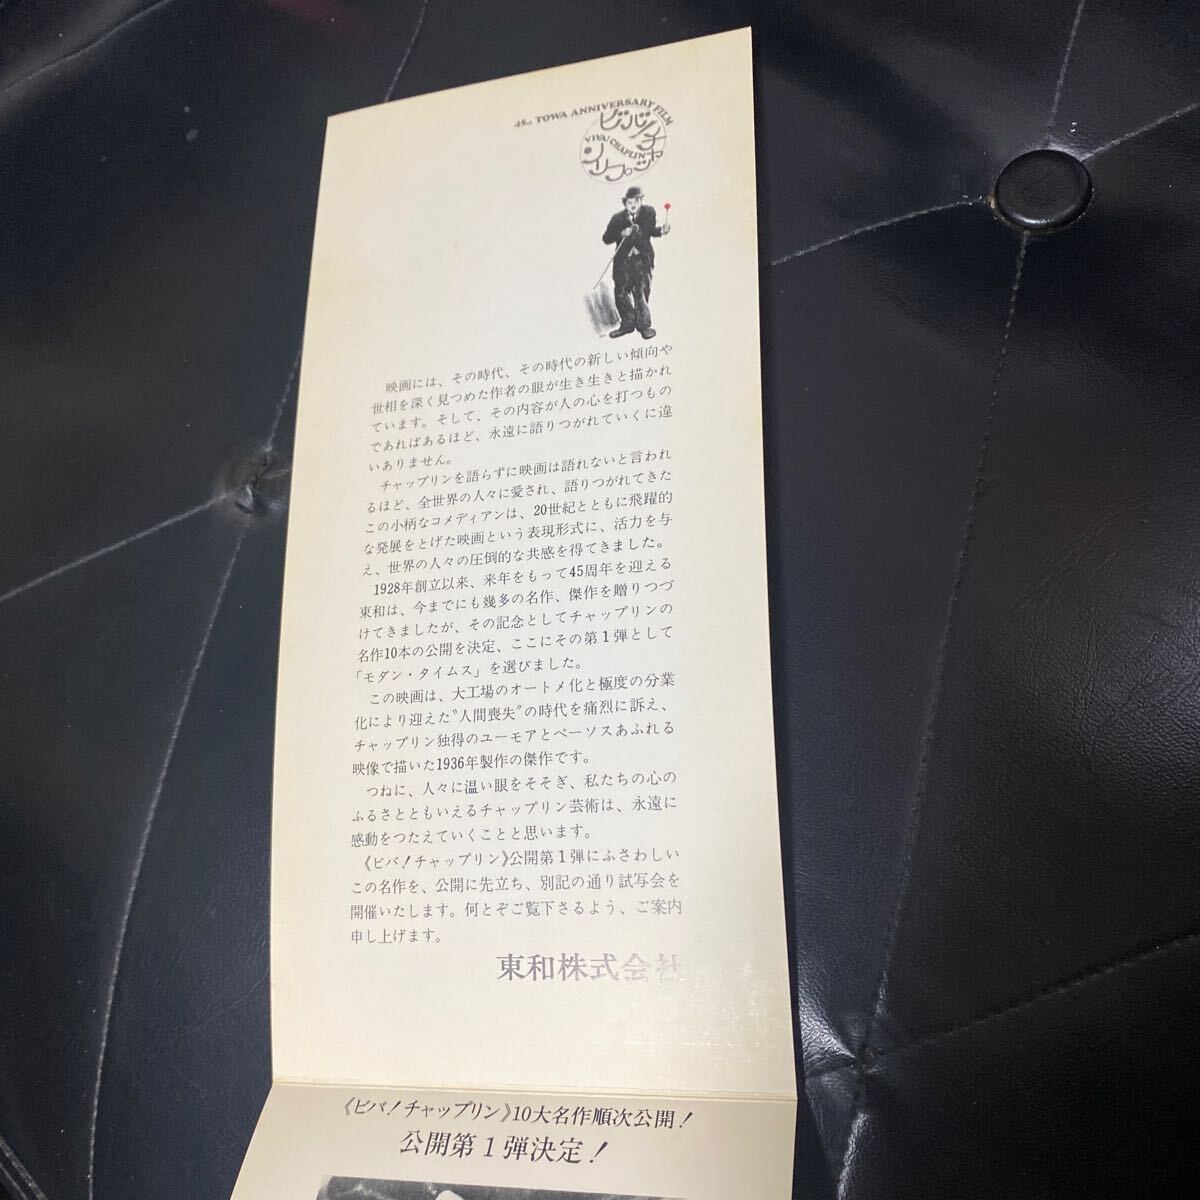 45th TOWA ANNIVERSARY FILM
ビバ!チャップリン
VIVA! CHAPLIN
映画には、その時代、その時代の新しい傾向や
世相を深く見つめた作者の眼が生き生きと描かれ
ています。そして、その内容が人の心を打つもの
であればあるほど、永遠に語りつがれていくに違
いありません。
チャップリンを語らずに映画は語れないと言われ
るほど、全世界の人々に愛され、語りつがれてきた
この小柄なコメディアンは、20世紀とともに飛躍的
な発展をとげた映画という表現形式に、活力を与
え、世界の人々の圧倒的な共感を得てきました。
1928年創立以来、来年をもって45周年を迎える
東和は、今までにも幾多の名作、傑作を贈りつづ
けてきましたが、その記念としてチャップリンの
名作10本の公開を決定、ここにその第1弾として
「モダン・タイムス」を選びました。
この映画は、大工場のオートメ化と極度の分業
化により迎えた"人間喪失"の時代を痛烈に訴え、
チャップリン独得のユーモアとペーソスあふれる
映像で描いた1936年製作の傑作です。
つねに、人々に温い眼をそそぎ、私たちの心の
ふるさとともいえるチャップリン芸術は、永遠に
感動をつたえていくことと思います。
《ビバ!チャップリン》公開第1弾にふさわしい
この名作を、公開に先立ち、別記の通り試写会を
開催いたします。何とぞご覧下さるよう、ご案内
申し上げます。
東和株式会社
《ビバ!チャップリン》10大名作順次公開!
公開第1弾決定!